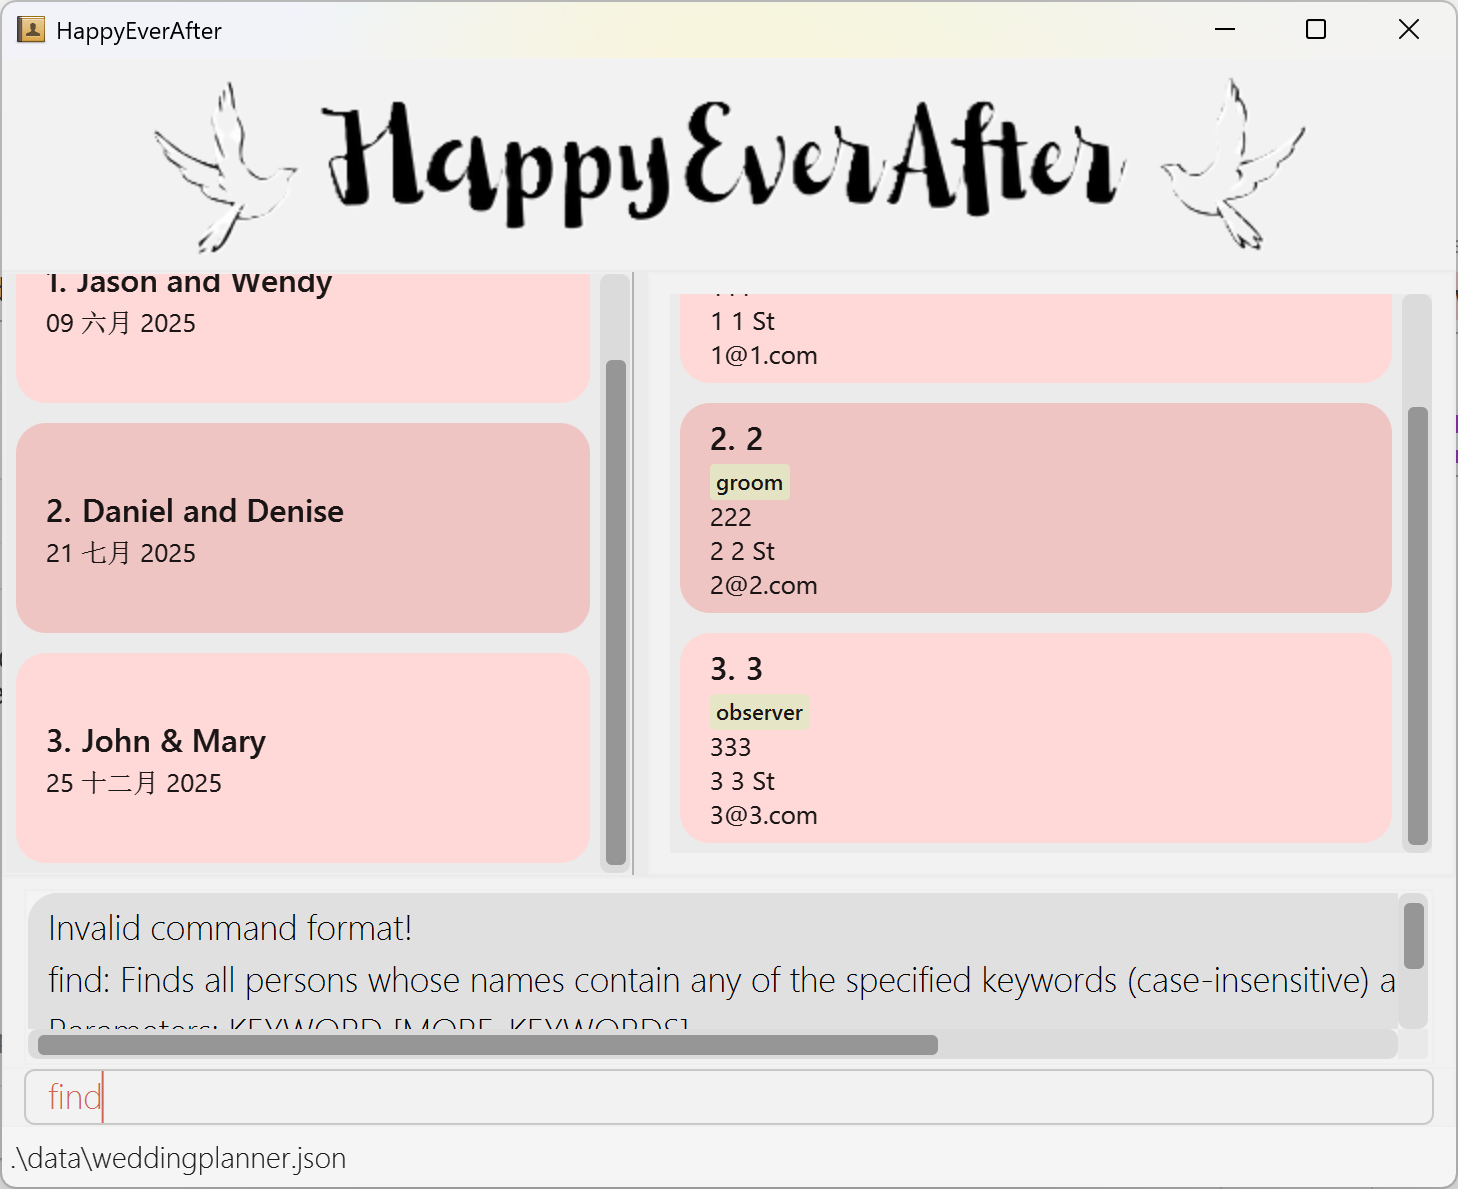 HappyEverAfter
HappyEverAfter
1. Jason and Wendy
09 六月 2025
2. Daniel and Denise
21 七月 2025
3. John & Mary
25 十二月 2025
1 1 St
1@1.com
2. 2
groom
222
2 2 St
2@2.com
3. 3
observer
333
3 3 St
3@3.com
Invalid command format!
find: Finds all persons whose names contain any of the specified keywords (case-insensitive) a
Parameters: KEYWORD [MORE_KEYWORDS]
find
.\data\weddingplanner.json